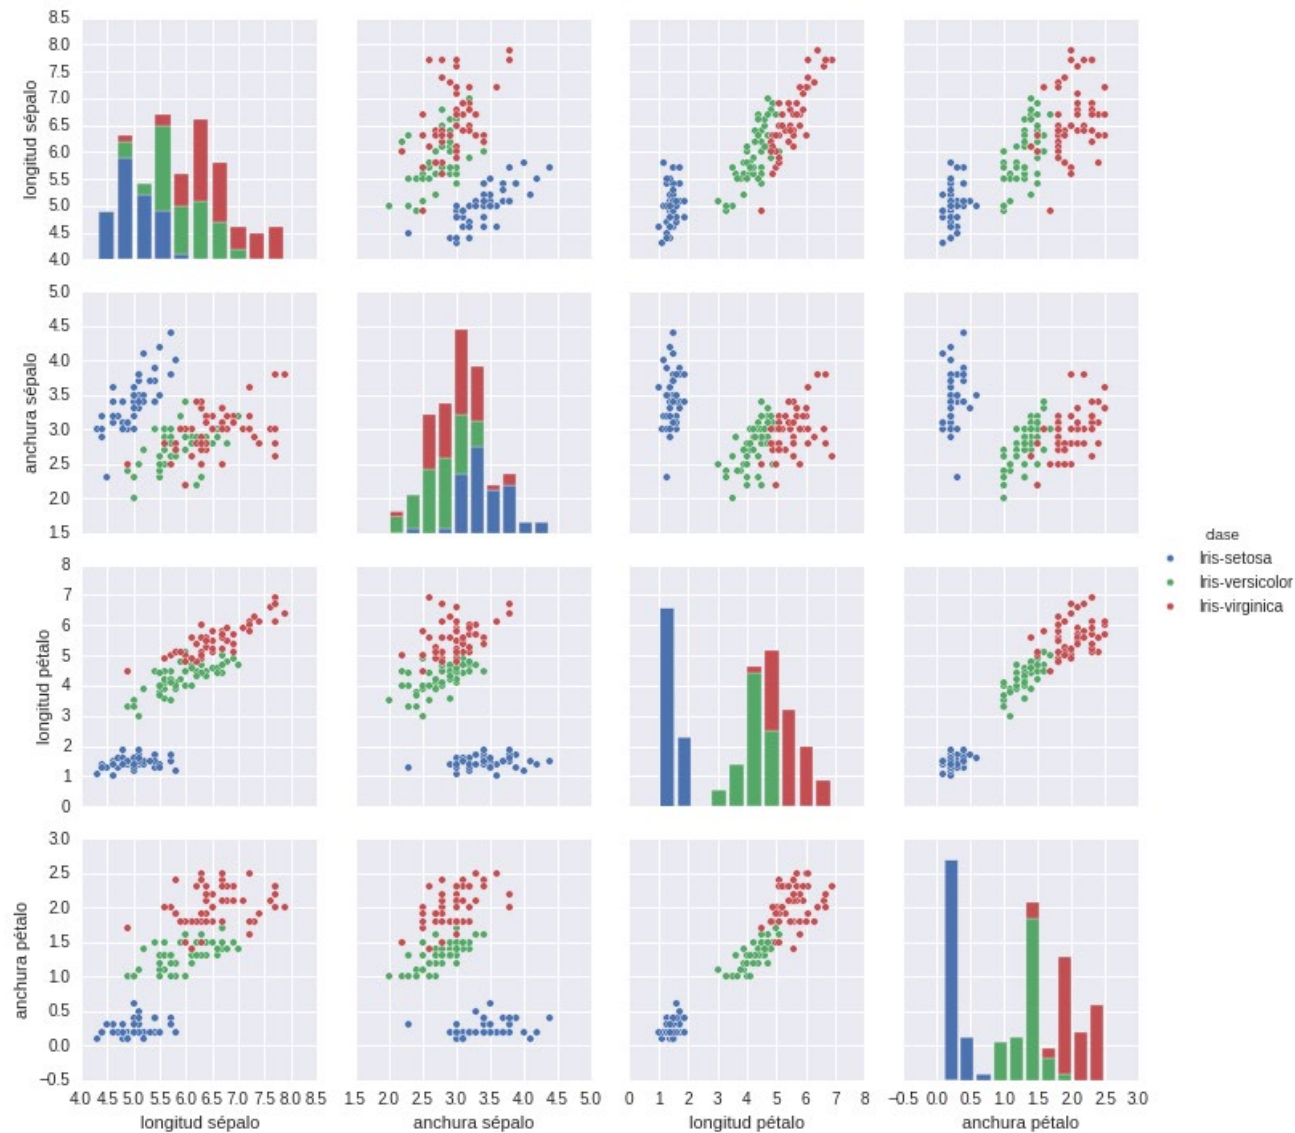 8.5
8.0
7.5
7.0
6.5
6.0
5.5
5.0
4.5
4.0
longitud sépalo
5.0
4.5
4.0
3.5
3.0
2.5
2.0
1.5
anchura sépalo
clase
Iris-setosa
Iris-versicolor
Iris-virginica
8
7
6
5
4
3
2
1
0
longitud pétalo
3.0
2.5
2.0
1.5
1.0
0.5
0.0
−0.5
anchura pétalo
4.0 4.5 5.0 5.5 6.0 6.5 7.0 7.5 8.0 8.5
longitud sépalo
2.0 2.5 3.0 3.5 4.0 4.5 5.0
anchura sépalo
0 1 2 3 4 5 6 7 8
longitud pétalo
−0.5 0.0 0.5 1.0 1.5 2.0 2.5 3.0
anchura pétalo